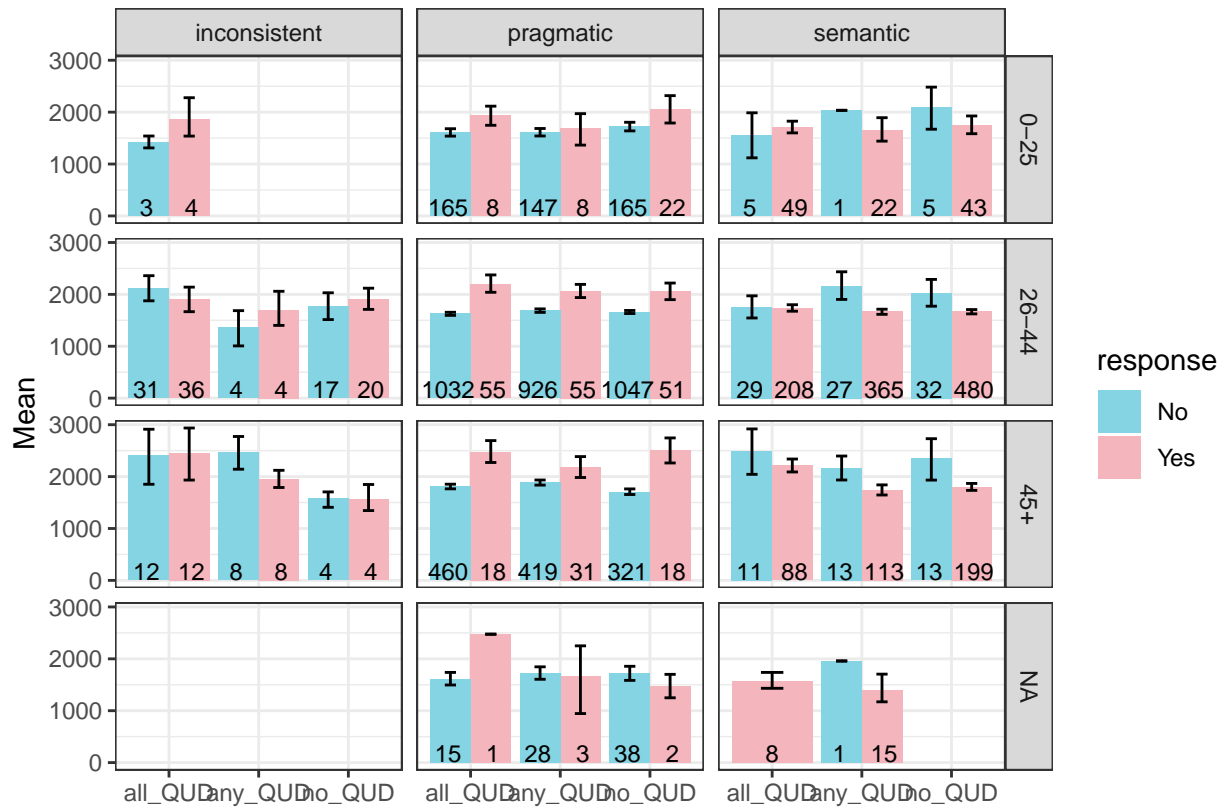 inconsistent pragmatic semantic
3000
2000
1000
0
3 4 165 8 147 8 165 22 5 49 1 22 5 43
0−25
3000
2000
1000
0
31 36 4 4 17 20 1032 55 926 55 1047 51 29 208 27 365 32 480
26−44
3000
2000
1000
0
12 12 8 8 4 4 460 18 419 31 321 18 11 88 13 113 13 199
45+
3000
2000
1000
0
15 1 28 3 38 2 8 1 15
NA
all_QUD any_QUD no_QUD all_QUD any_QUD no_QUD all_QUD any_QUD no_QUD
Mean
response
No
Yes